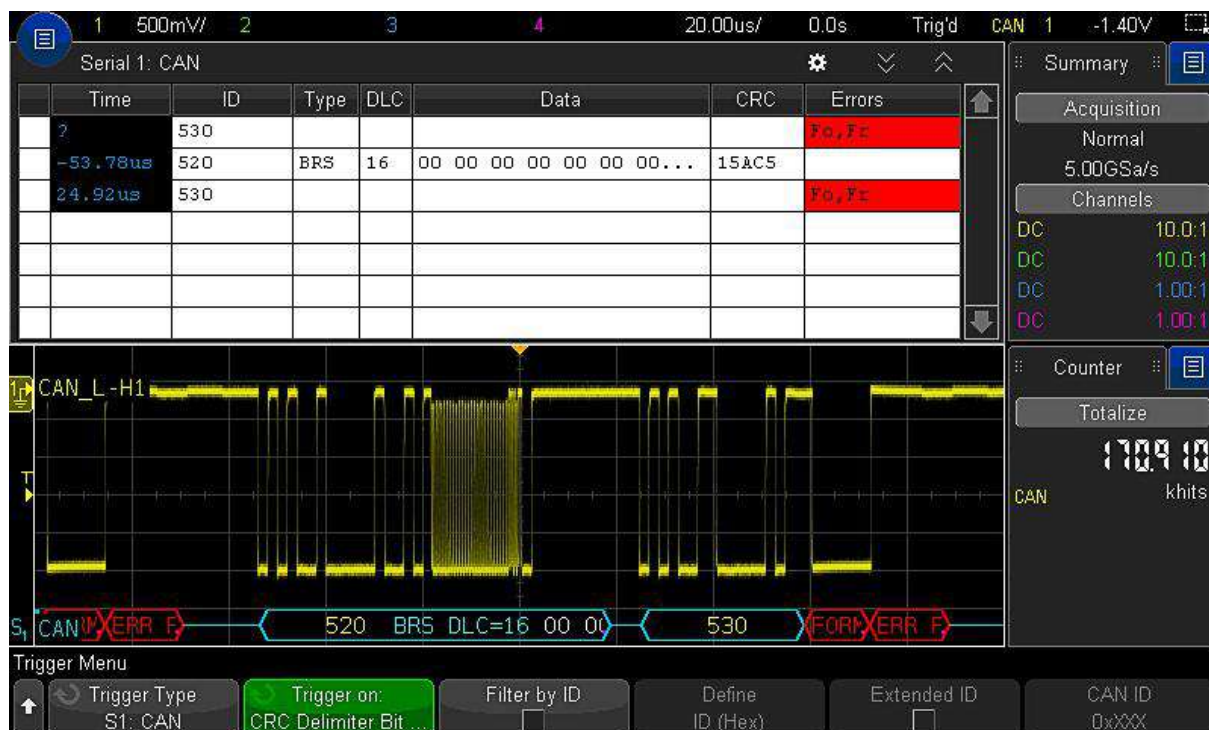 1 500mV/ 2 3 4 20.00us/ 0.0s Trig'd CAN 1 -1.40V
Serial 1: CAN
Time ID Type DLC Data CRC Errors
? 530 Fo,Fr
-53.78us 520 BRS 16 00 00 00 00 00 00 00... 15AC5
24.92us 530 Fo,Fr
Summary
Acquisition
Normal
5.00GSa/s
Channels
DC 10.0:1
DC 10.0:1
DC 1.00:1
DC 1.00:1
Counter
Totalize
170.910
CAN khits
1 CAN_L-H1
T
S1 CAN ERR F 520 BRS DLC=16 00 00 530 FORM ERR F
Trigger Menu
Trigger Type
S1: CAN
Trigger on:
CRC Delimiter Bit ...
Filter by ID
Define
ID (Hex)
Extended ID
CAN ID
0xXXX